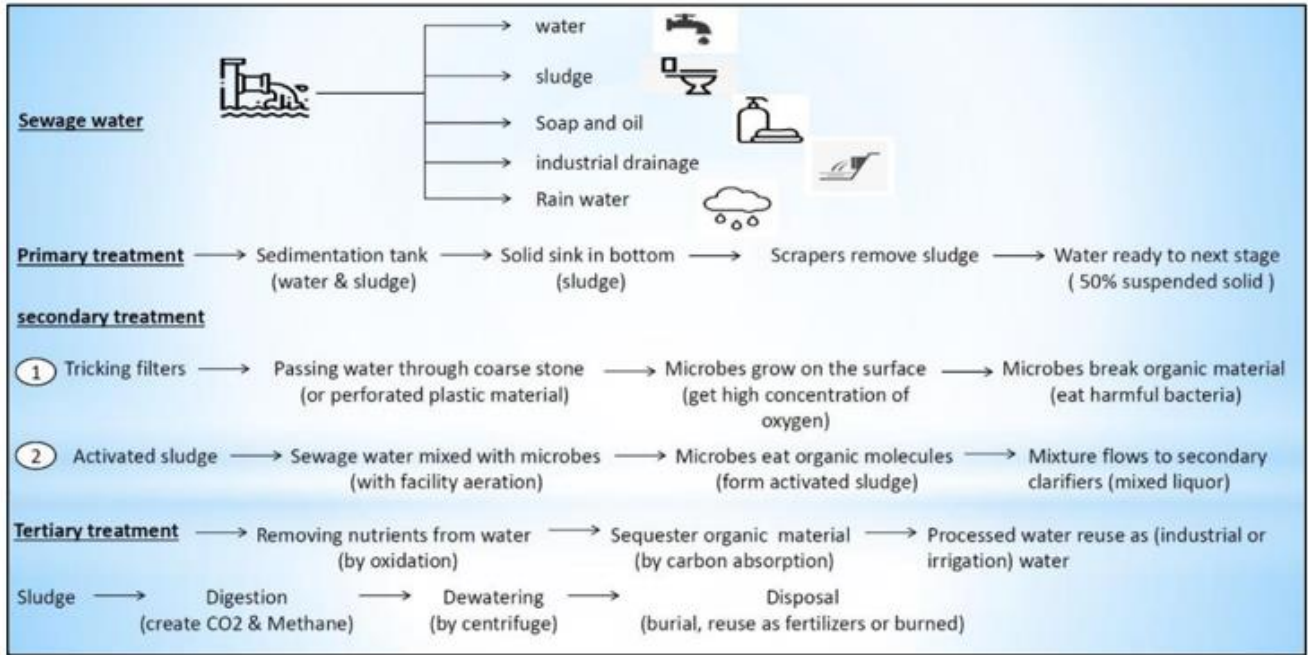 water
sludge
Sewage water
Soap and oil
industrial drainage
Rain water
Primary treatment Sedimentation tank Solid sink in bottom Scrapers remove sludge Water ready to next stage
(water & sludge) (sludge) ( 50% suspended solid )
secondary treatment
1 Tricking filters Passing water through coarse stone Microbes grow on the surface Microbes break organic material
(or perforated plastic material) (get high concentration of (eat harmful bacteria)
oxygen)
2 Activated sludge Sewage water mixed with microbes Microbes eat organic molecules Mixture flows to secondary
(with facility aeration) (form activated sludge) clarifiers (mixed liquor)
Tertiary treatment Removing nutrients from water Sequester organic material Processed water reuse as (industrial or
(by oxidation) (by carbon absorption) irrigation) water
Sludge Digestion Dewatering Disposal
(create CO2 & Methane) (by centrifuge) (burial, reuse as fertilizers or burned)